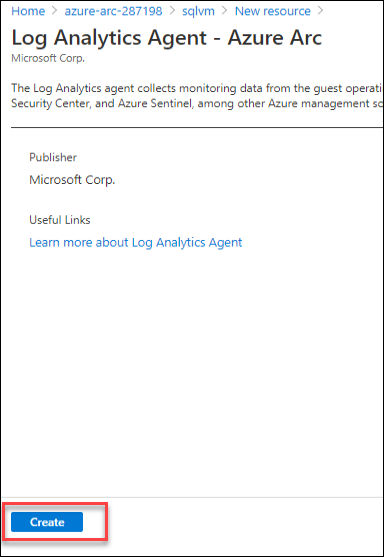 Home > azure-arc-287198 > sqlvm > New resource >
Log Analytics Agent - Azure Arc
Microsoft Corp.
The Log Analytics agent collects monitoring data from the guest operati
Security Center, and Azure Sentinel, among other Azure management so
Publisher
Microsoft Corp.
Useful Links
Learn more about Log Analytics Agent
Create